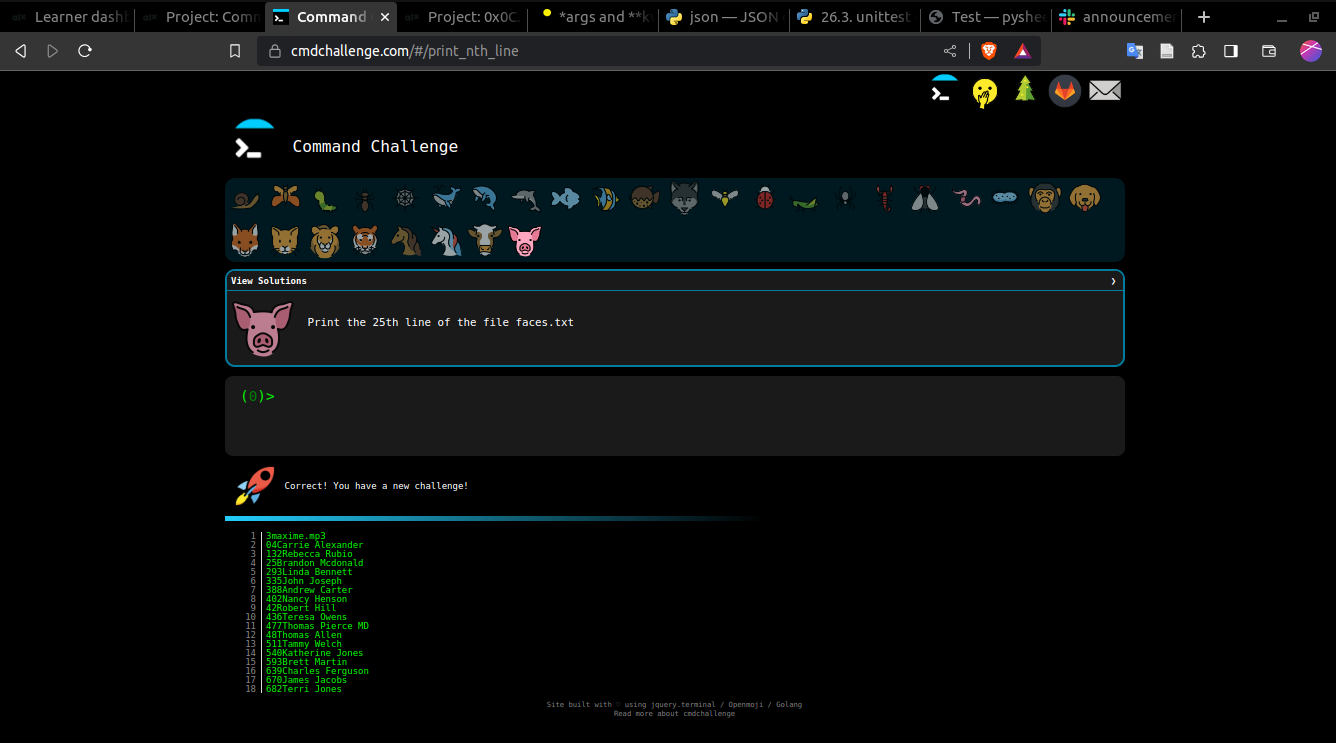 Learner dash
Project: Comm
Command
Project: 0x0C.
*args and **k
json — JSON
26.3. unittest
Test — pyshe
announcemen
cmdchallenge.com/#/print_nth_line
Command Challenge
View Solutions ❯
Print the 25th line of the file faces.txt
(0)>
Correct! You have a new challenge!
1 3maxime.mp3
2 04Carrie Alexander
3 132Rebecca Rubio
4 25Brandon Mcdonald
5 293Linda Bennett
6 335John Joseph
7 388Andrew Carter
8 402Nancy Henson
9 42Robert Hill
10 436Teresa Owens
11 477Thomas Pierce MD
12 48Thomas Allen
13 511Tammy Welch
14 540Katherine Jones
15 593Brett Martin
16 639Charles Ferguson
17 670James Jacobs
18 682Terri Jones
Site built with ♡ using jquery.terminal / Openmoji / Golang
Read more about cmdchallenge